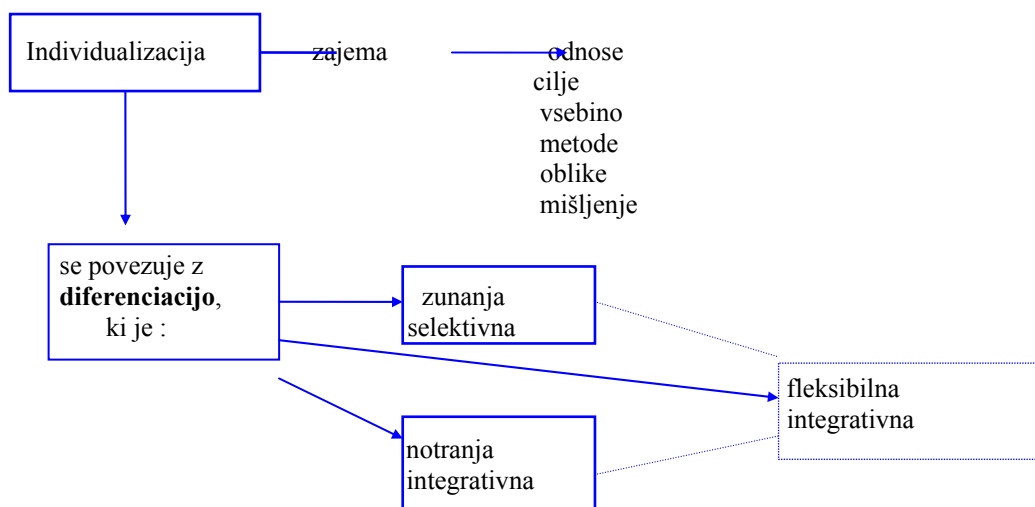 Individualizacija zajema odnose
cilje
vsebino
metode
oblike
mišljenje
se povezuje z
diferenciacijo,
ki je :
zunanja
selektivna
fleksibilna
integrativna
notranja
integrativna